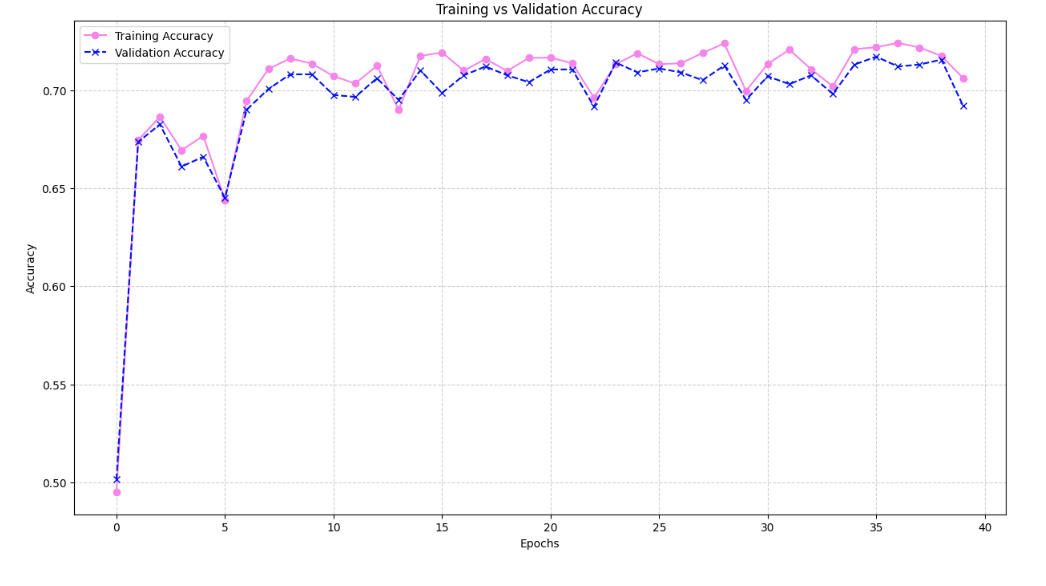 Training vs Validation Accuracy
Training Accuracy
Validation Accuracy
Accuracy
0.70
0.65
0.60
0.55
0.50
0 5 10 15 20 25 30 35 40
Epochs